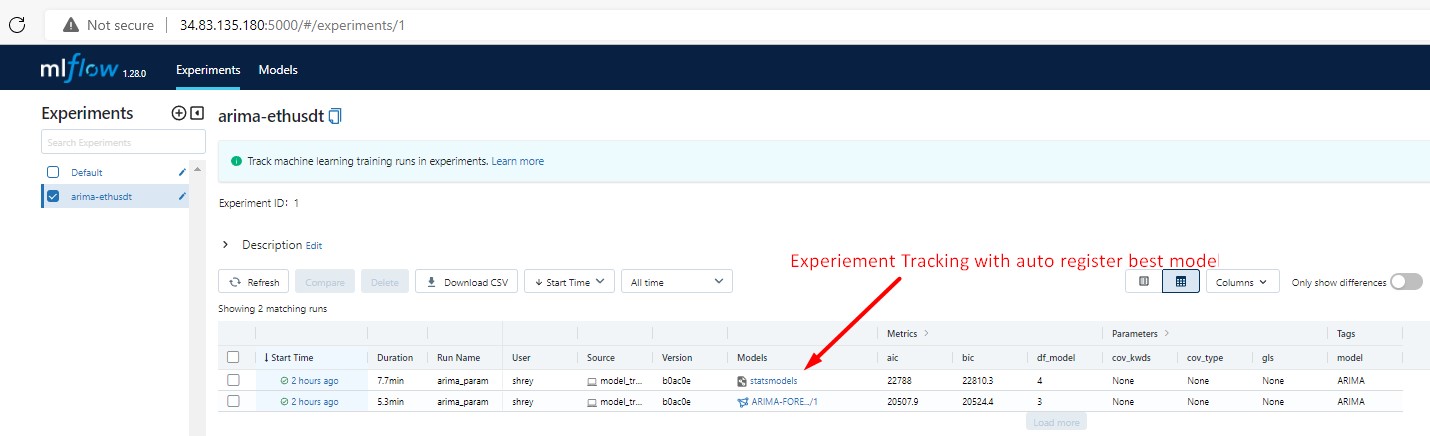 Not secure 34.83.135.180:5000/#/experiments/1
mlflow 1.28.0 Experiments Models
Experiments
Search Experiments
Default
arima-ethusdt
arima-ethusdt
Track machine learning training runs in experiments. Learn more
Experiment ID: 1
Description Edit
Experiement Tracking with auto register best model
Refresh Compare Delete Download CSV Start Time All time Columns Only show differences
Showing 2 matching runs
Metrics Parameters Tags
Start Time Duration Run Name User Source Version Models aic bic df_model cov_kwds cov_type gls model
2 hours ago 7.7min arima_param shrey model_tr... b0ac0e statsmodels 22788 22810.3 4 None None None ARIMA
2 hours ago 5.3min arima_param shrey model_tr... b0ac0e ARIMA-FORE.../1 20507.9 20524.4 3 None None None ARIMA
Load more